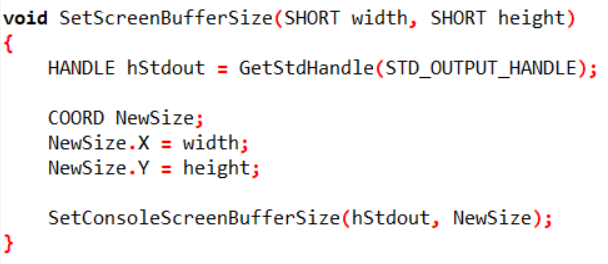 void SetScreenBufferSize(SHORT width, SHORT height)
{
    HANDLE hStdout = GetStdHandle(STD_OUTPUT_HANDLE);

    COORD NewSize;
    NewSize.X = width;
    NewSize.Y = height;

    SetConsoleScreenBufferSize(hStdout, NewSize);
}